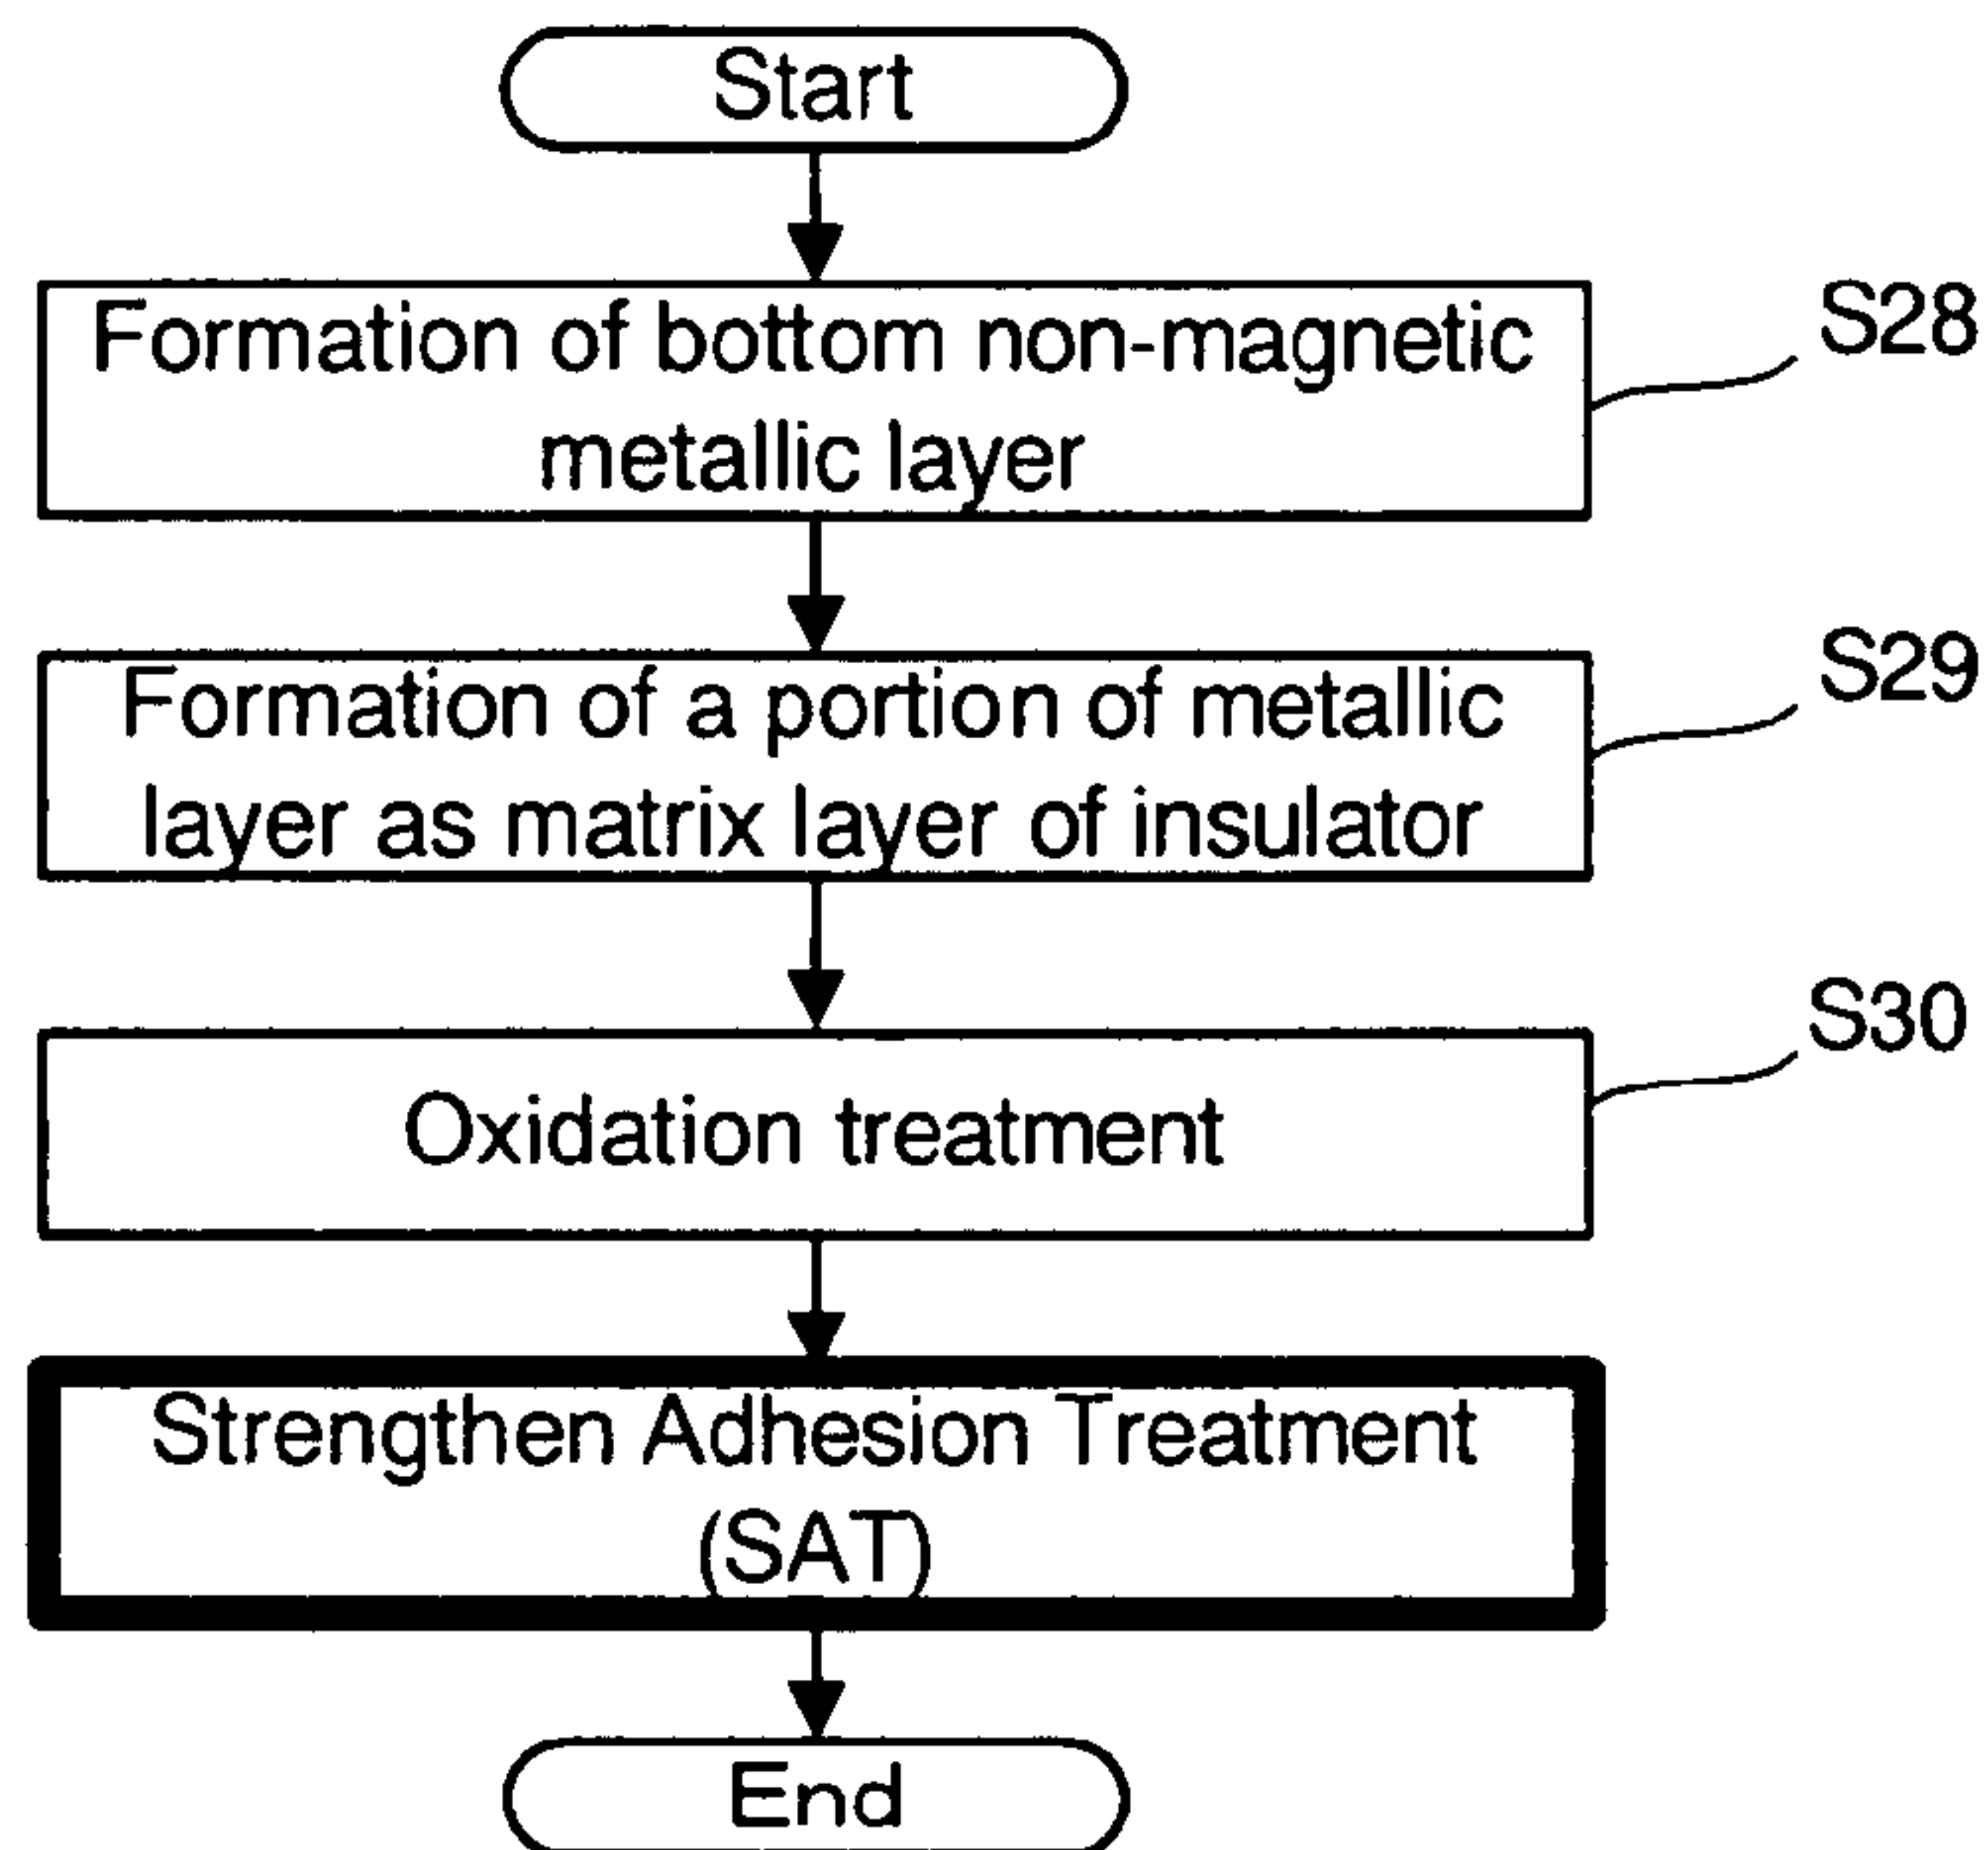 Start
Formation of bottom non-magnetic
metallic layer
S28
Formation of a portion of metallic
layer as matrix layer of insulator
S29
Oxidation treatment
S30
Strengthen Adhesion Treatment
(SAT)
End